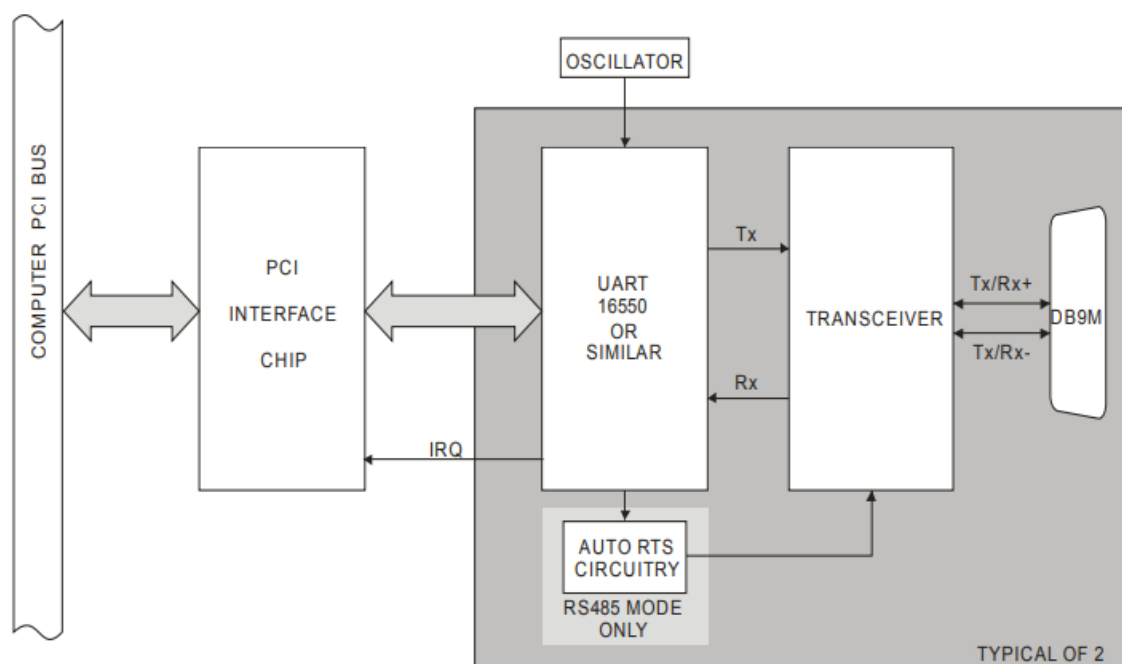 COMPUTER PCI BUS
OSCILLATOR
PCI
INTERFACE
CHIP
UART
16550
OR
SIMILAR
Tx
Rx
IRQ
TRANSCEIVER
Tx/Rx+
Tx/Rx-
DB9M
AUTO RTS
CIRCUITRY
RS485 MODE
ONLY
TYPICAL OF 2